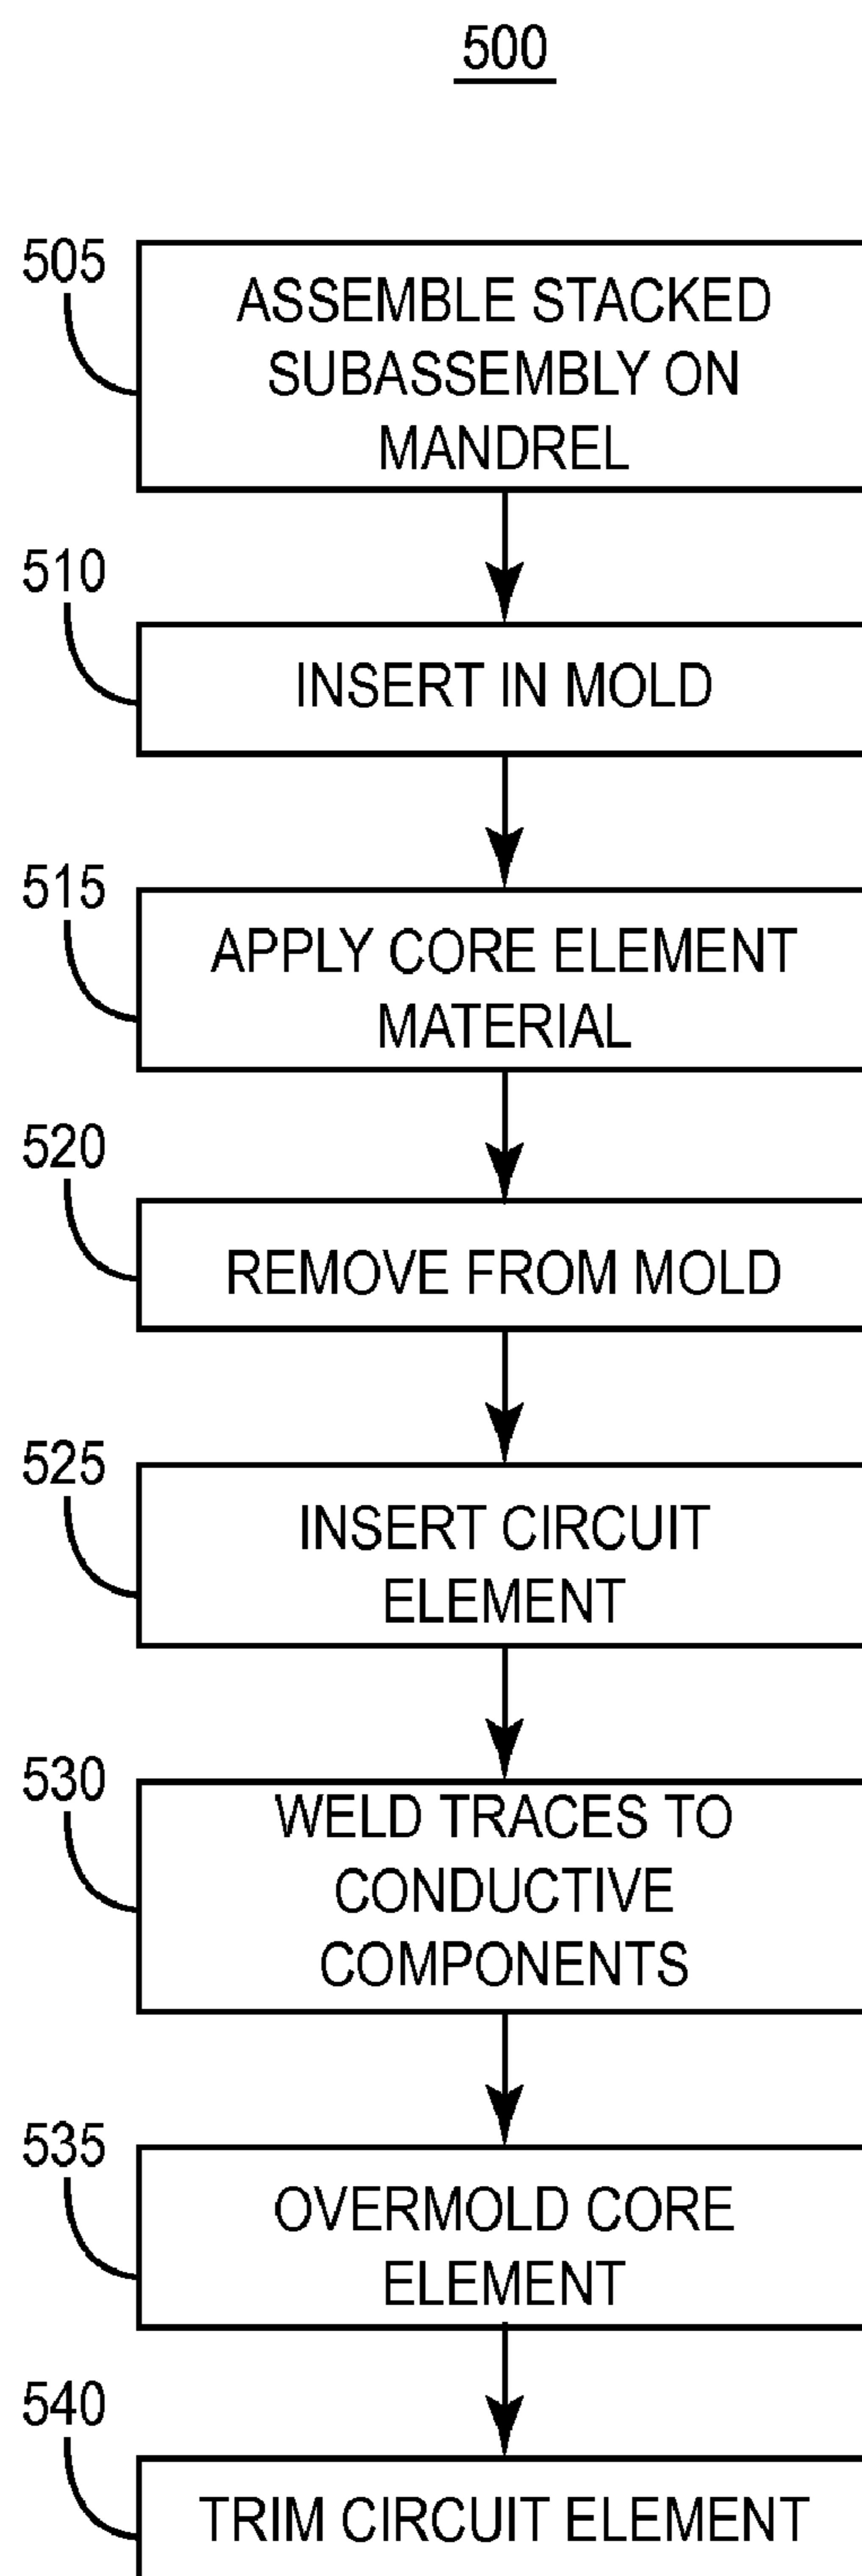 500
505
ASSEMBLE STACKED
SUBASSEMBLY ON
MANDREL
510
INSERT IN MOLD
515
APPLY CORE ELEMENT
MATERIAL
520
REMOVE FROM MOLD
525
INSERT CIRCUIT
ELEMENT
530
WELD TRACES TO
CONDUCTIVE
COMPONENTS
535
OVERMOLD CORE
ELEMENT
540
TRIM CIRCUIT ELEMENT